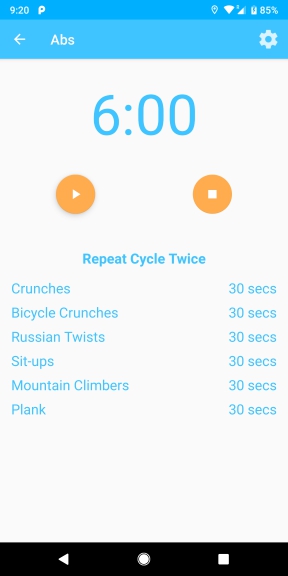 9:20
85%
Abs
6:00
Repeat Cycle Twice
Crunches 30 secs
Bicycle Crunches 30 secs
Russian Twists 30 secs
Sit-ups 30 secs
Mountain Climbers 30 secs
Plank 30 secs